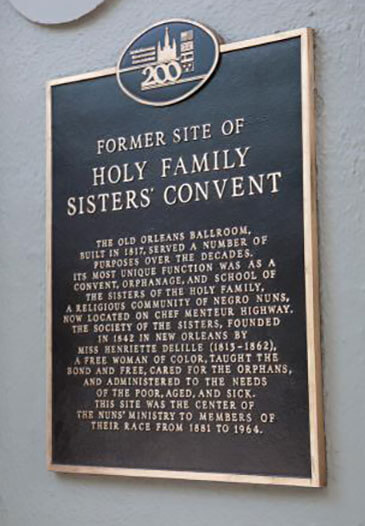 200
FORMER SITE OF
HOLY FAMILY
SISTERS' CONVENT
THE OLD ORLEANS BALLROOM,
BUILT IN 1817, SERVED A NUMBER OF
PURPOSES OVER THE DECADES.
ITS MOST UNIQUE FUNCTION WAS AS A
CONVENT, ORPHANAGE, AND SCHOOL OF
THE SISTERS OF THE HOLY FAMILY,
A RELIGIOUS COMMUNITY OF NEGRO NUNS,
NOW LOCATED ON CHEF MENTEUR HIGHWAY.
THE SOCIETY OF THE SISTERS, FOUNDED
IN 1842 IN NEW ORLEANS BY
MISS HENRIETTE DELILLE (1813-1862),
A FREE WOMAN OF COLOR, TAUGHT THE
BOND AND FREE, CARED FOR THE ORPHANS,
AND ADMINISTERED TO THE NEEDS
OF THE POOR, AGED, AND SICK.
THIS SITE WAS THE CENTER OF
THE NUNS' MINISTRY TO MEMBERS OF
THEIR RACE FROM 1881 TO 1964.